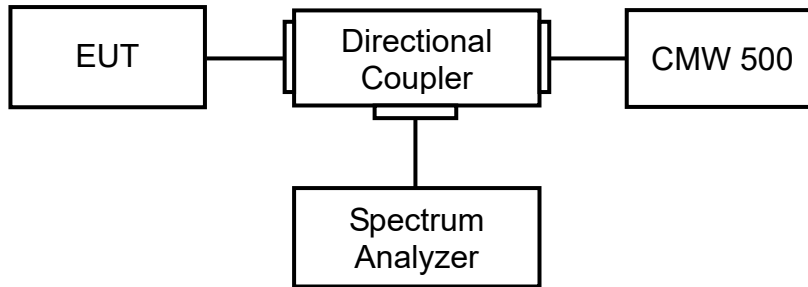 EUT
Directional
Coupler
CMW 500
Spectrum
Analyzer